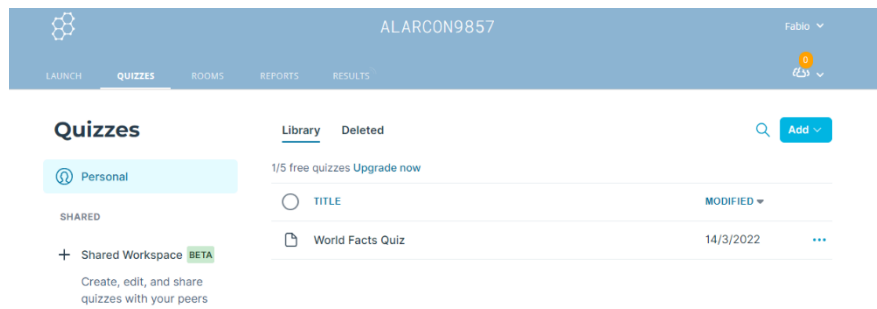 ALARCON9857
Fabio
0
LAUNCH QUIZZES ROOMS REPORTS RESULTS
Quizzes
Library Deleted
Add
1/5 free quizzes Upgrade now
Personal
TITLE MODIFIED
SHARED
World Facts Quiz 14/3/2022
Shared Workspace BETA
Create, edit, and share
quizzes with your peers